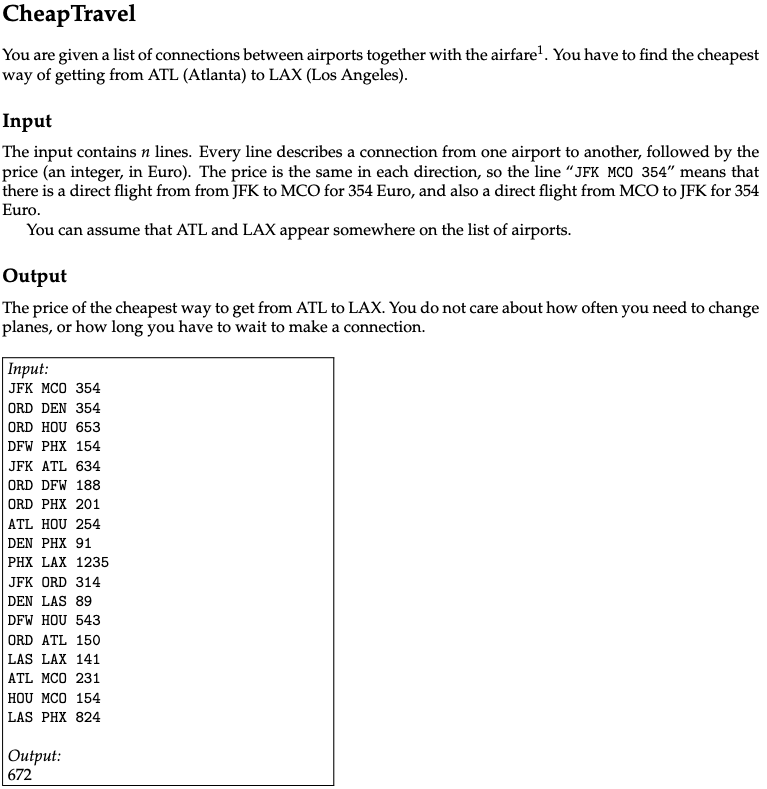 CheapTravel
You are given a list of connections between airports together with the airfare¹. You have to find the cheapest
way of getting from ATL (Atlanta) to LAX (Los Angeles).
Input
The input contains n lines. Every line describes a connection from one airport to another, followed by the
price (an integer, in Euro). The price is the same in each direction, so the line “JFK MCO 354” means that
there is a direct flight from from JFK to MCO for 354 Euro, and also a direct flight from MCO to JFK for 354
Euro.
You can assume that ATL and LAX appear somewhere on the list of airports.
Output
The price of the cheapest way to get from ATL to LAX. You do not care about how often you need to change
planes, or how long you have to wait to make a connection.
Input:
JFK MCO 354
ORD DEN 354
ORD HOU 653
DFW PHX 154
JFK ATL 634
ORD DFW 188
ORD PHX 201
ATL HOU 254
DEN PHX 91
PHX LAX 1235
JFK ORD 314
DEN LAS 89
DFW HOU 543
ORD ATL 150
LAS LAX 141
ATL MCO 231
HOU MCO 154
LAS PHX 824
Output:
672